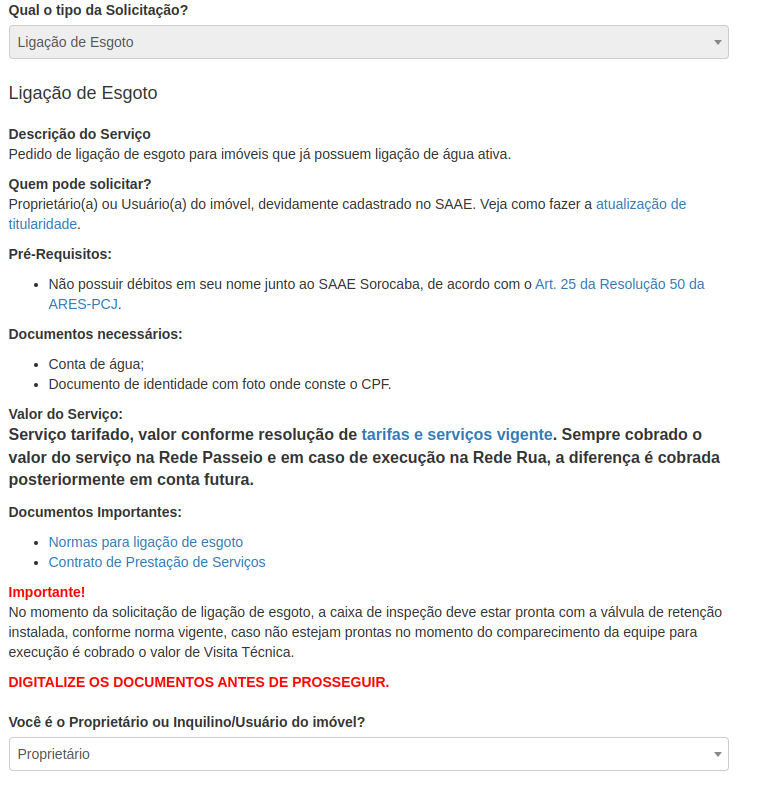 Qual o tipo da Solicitação?
Ligação de Esgoto
Ligação de Esgoto
Descrição do Serviço
Pedido de ligação de esgoto para imóveis que já possuem ligação de água ativa.
Quem pode solicitar?
Proprietário(a) ou Usuário(a) do imóvel, devidamente cadastrado no SAAE. Veja como fazer a atualização de
titularidade.
Pré-Requisitos:
• Não possuir débitos em seu nome junto ao SAAE Sorocaba, de acordo com o Art. 25 da Resolução 50 da
ARES-PCJ.
Documentos necessários:
• Conta de água;
• Documento de identidade com foto onde conste o CPF.
Valor do Serviço:
Serviço tarifado, valor conforme resolução de tarifas e serviços vigente. Sempre cobrado o
valor do serviço na Rede Passeio e em caso de execução na Rede Rua, a diferença é cobrada
posteriormente em conta futura.
Documentos Importantes:
• Normas para ligação de esgoto
• Contrato de Prestação de Serviços
Importante!
No momento da solicitação de ligação de esgoto, a caixa de inspeção deve estar pronta com a válvula de retenção
instalada, conforme norma vigente, caso não estejam prontas no momento do comparecimento da equipe para
execução é cobrado o valor de Visita Técnica.
DIGITALIZE OS DOCUMENTOS ANTES DE PROSSEGUIR.
Você é o Proprietário ou Inquilino/Usuário do imóvel?
Proprietário